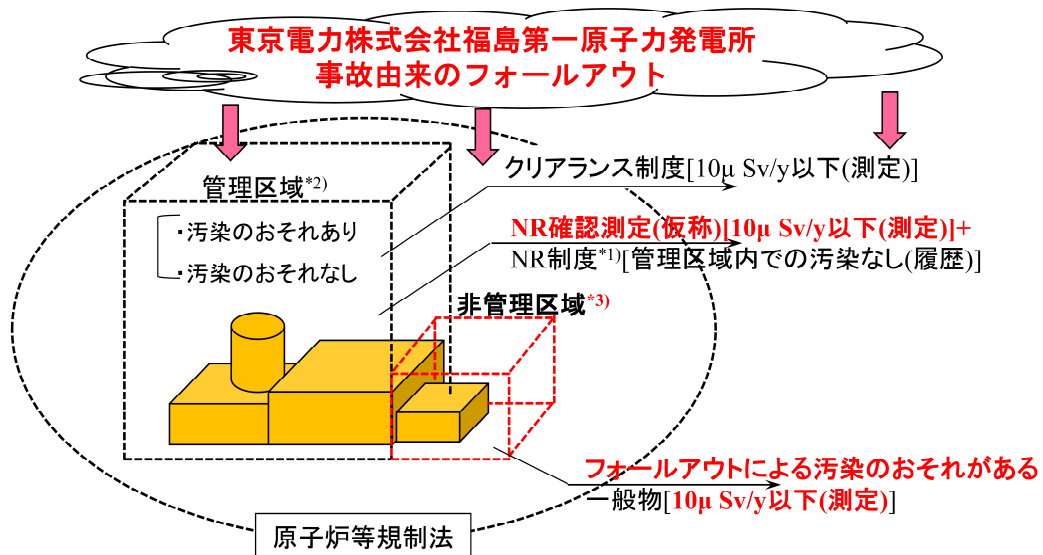 東京電力株式会社福島第一原子力発電所
事故由来のフォールアウト
クリアランス制度[10μ Sv/y以下(測定)]
管理区域*2)
・汚染のおそれあり
・汚染のおそれなし
NR確認測定(仮称)[10μ Sv/y以下(測定)]+
NR制度*1)[管理区域内での汚染なし(履歴)]
非管理区域*3)
フォールアウトによる汚染のおそれがある
一般物[10μ Sv/y以下(測定)]
原子炉等規制法